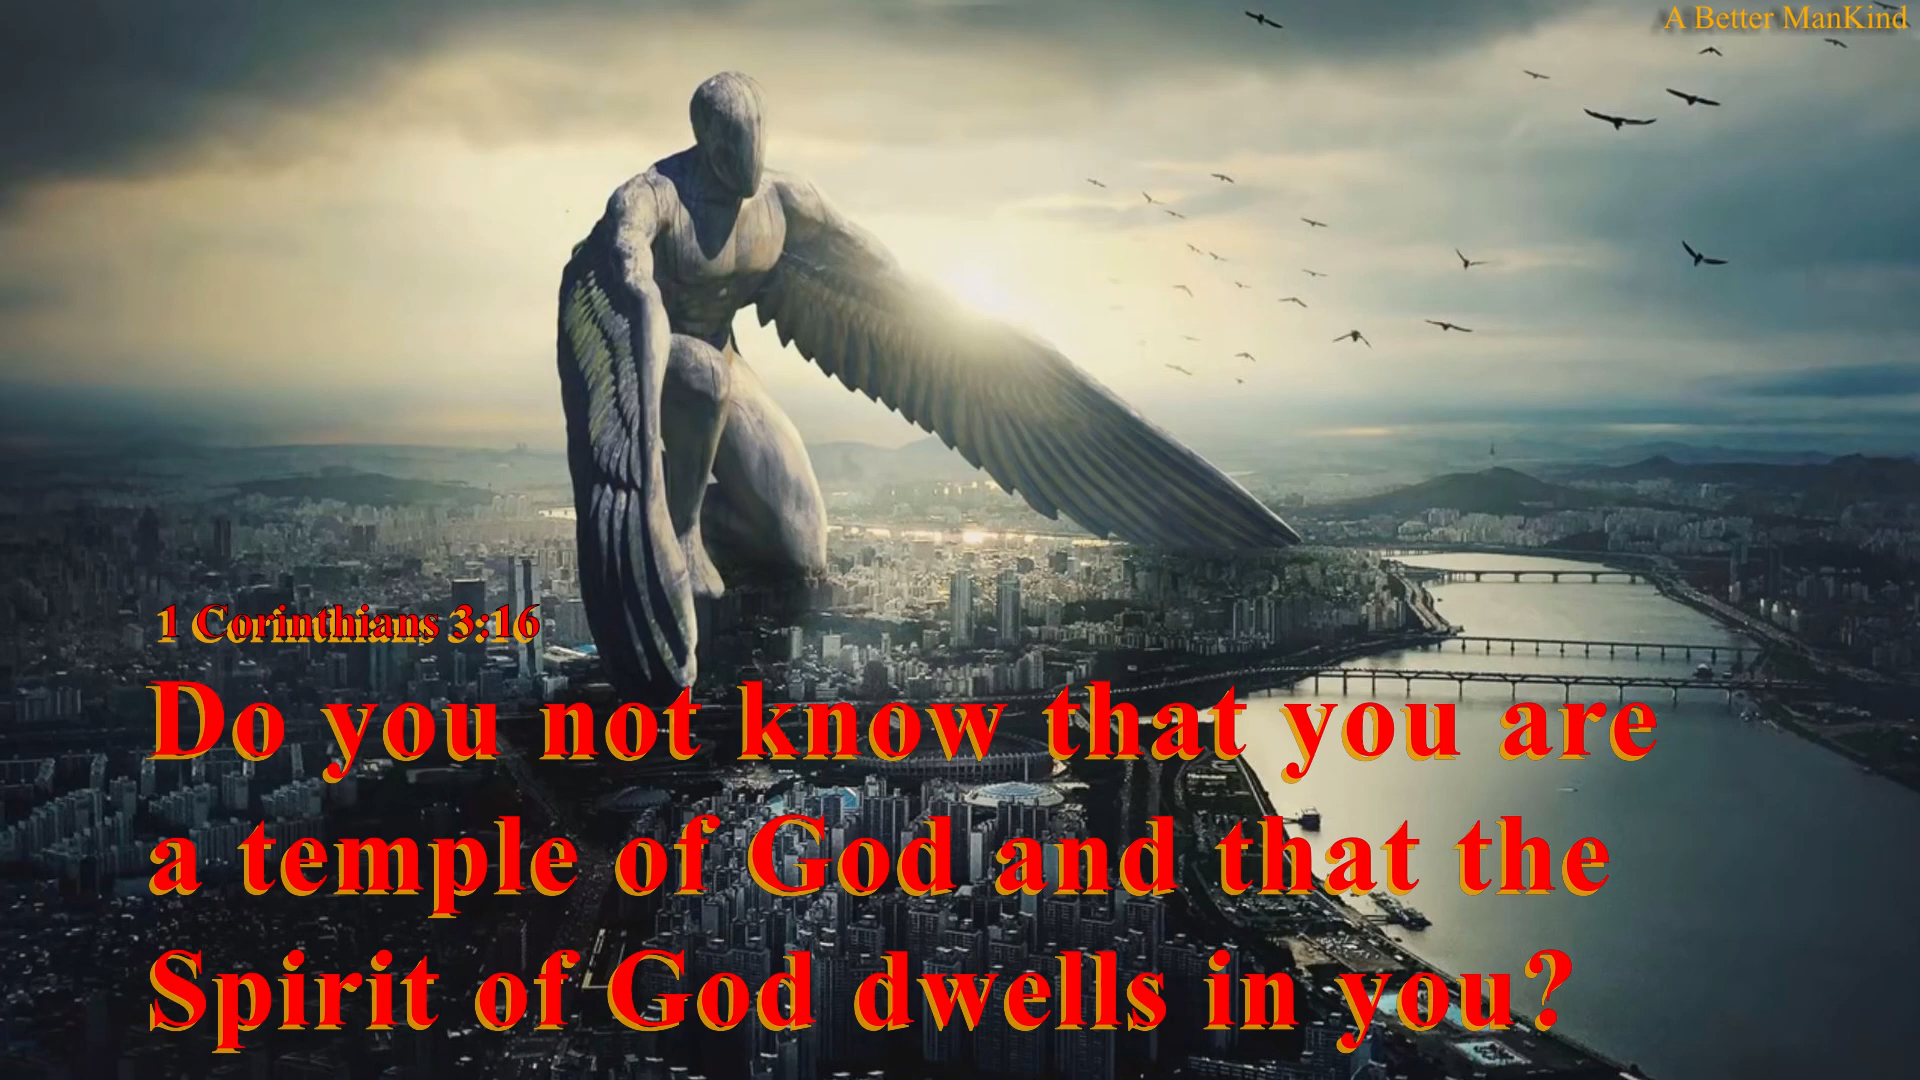 A Better ManKind
1 Corinthians 3:16
Do you not know that you are
a temple of God and that the
Spirit of God dwells in you?